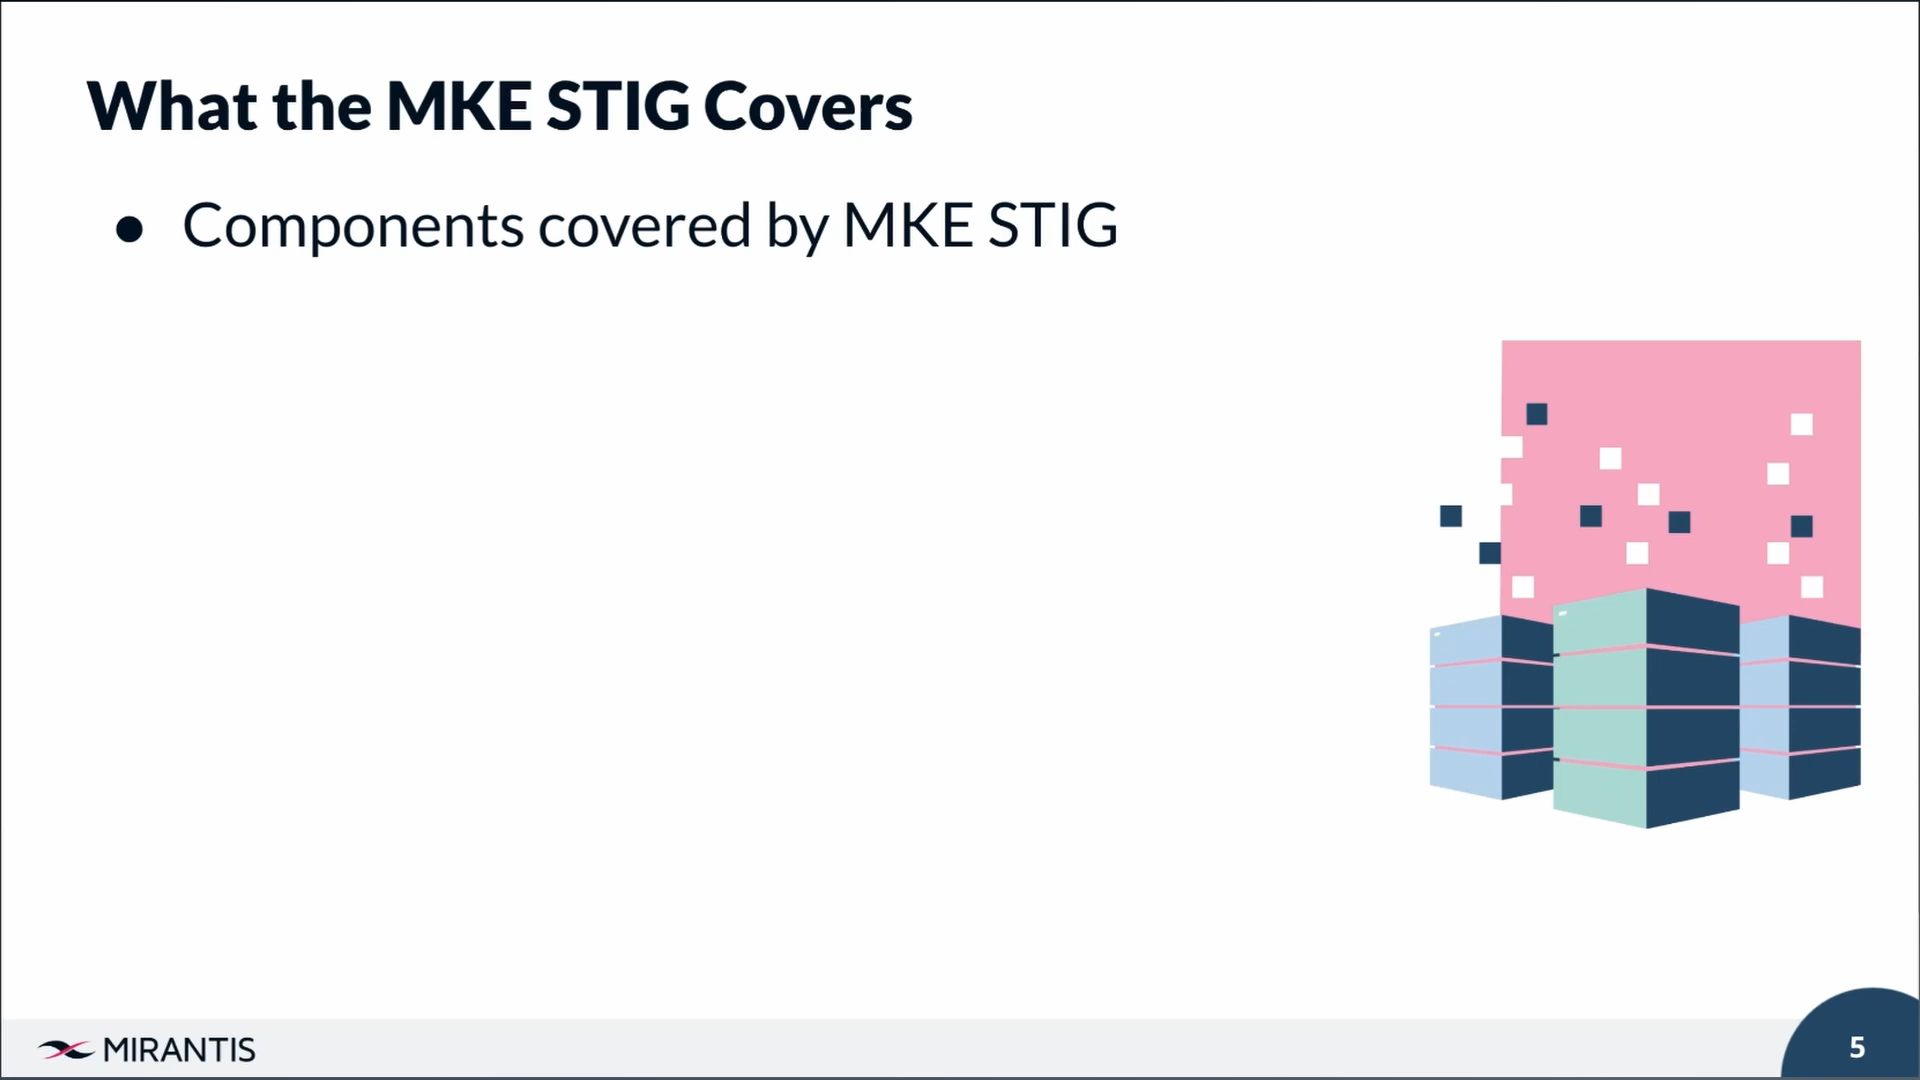 What the MKE STIG Covers
● Components covered by MKE STIG
MIRANTIS
5